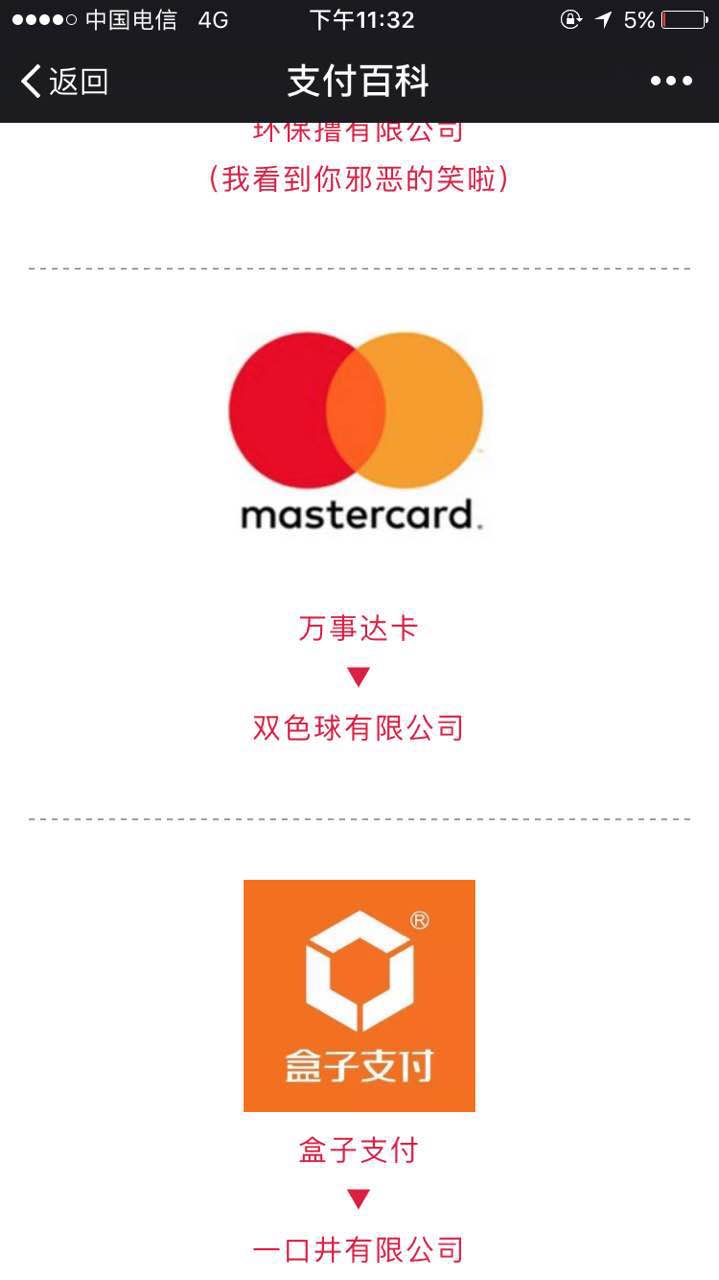 中国电信 4G 下午11:32 5%
返回 支付百科
环保撸有限公司
（我看到你邪恶的笑啦）
mastercard.
万事达卡
▼
双色球有限公司
®
盒子支付
盒子支付
▼
一口井有限公司